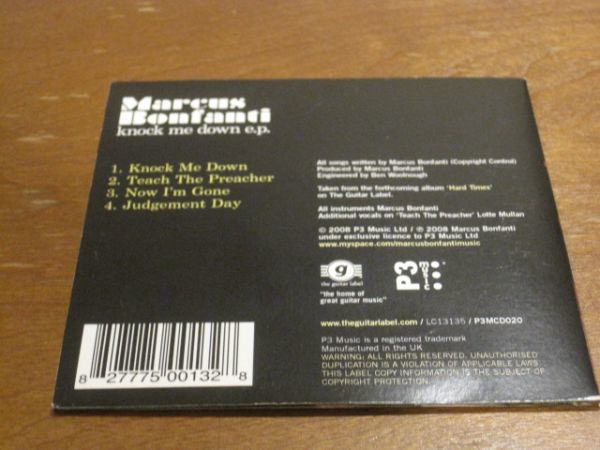 Marcus
Bonfanti
knock me down e.p.
1. Knock Me Down
2. Teach The Preacher
3. Now I'm Gone
4. Judgement Day
All songs written by Marcus Bonfanti (Copyright Control)
Produced by Marcus Bonfanti
Engineered by Ben Woolnough
Taken from the forthcoming album 'Hard Times'
on The Guitar Label.
All instruments Marcus Bonfanti
Additional vocals on 'Teach The Preacher' Lotte Mullan
© 2008 P3 Music Ltd / ℗ 2008 Marcus Bonfanti
under exclusive licence to P3 Music Ltd
www.myspace.com/marcusbonfantimusic
g
the guitar label
"the home of
great guitar music"
P3
MUSIC
www.theguitarlabel.com / LC13135 / P3MCD020
P3 Music is a registered trademark
Manufactured in the UK
WARNING: ALL RIGHTS RESERVED. UNAUTHORISED
DUPLICATION IS A VIOLATION OF APPLICABLE LAWS
THIS LABEL COPY INFORMATION IS THE SUBJECT OF
COPYRIGHT PROTECTION.
8 27775 00132 8